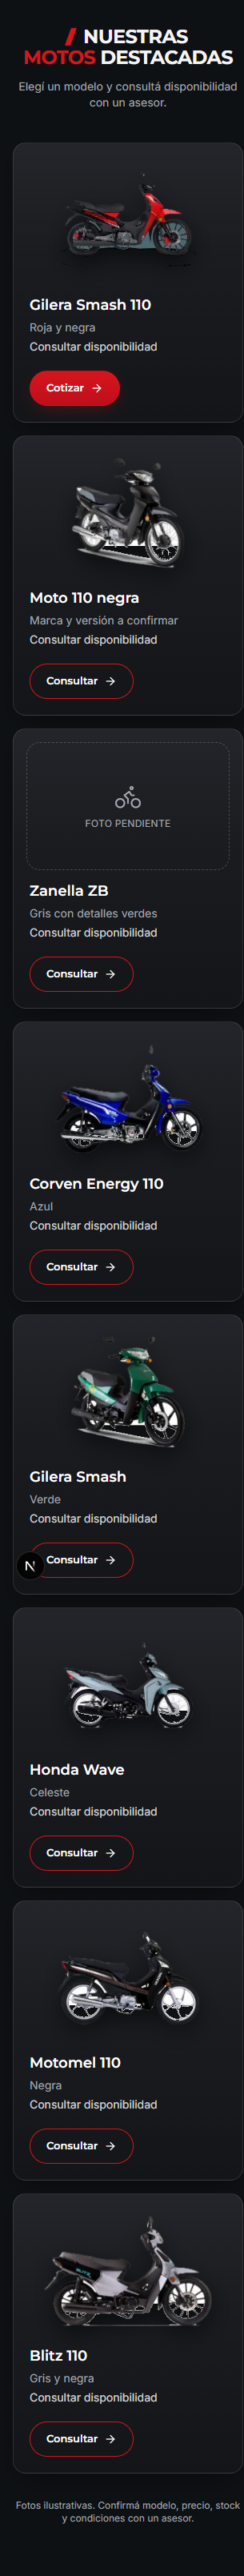 / NUESTRAS
MOTOS DESTACADAS
Elegí un modelo y consultá disponibilidad
con un asesor.
Gilera Smash 110
Roja y negra
Consultar disponibilidad
Cotizar →
Moto 110 negra
Marca y versión a confirmar
Consultar disponibilidad
Consultar →
FOTO PENDIENTE
Zanella ZB
Gris con detalles verdes
Consultar disponibilidad
Consultar →
Corven Energy 110
Azul
Consultar disponibilidad
Consultar →
Gilera Smash
Verde
Consultar disponibilidad
N
Consultar →
Honda Wave
Celeste
Consultar disponibilidad
Consultar →
Motomel 110
Negra
Consultar disponibilidad
Consultar →
Blitz 110
Gris y negra
Consultar disponibilidad
Consultar →
Fotos ilustrativas. Confirmá modelo, precio, stock
y condiciones con un asesor.